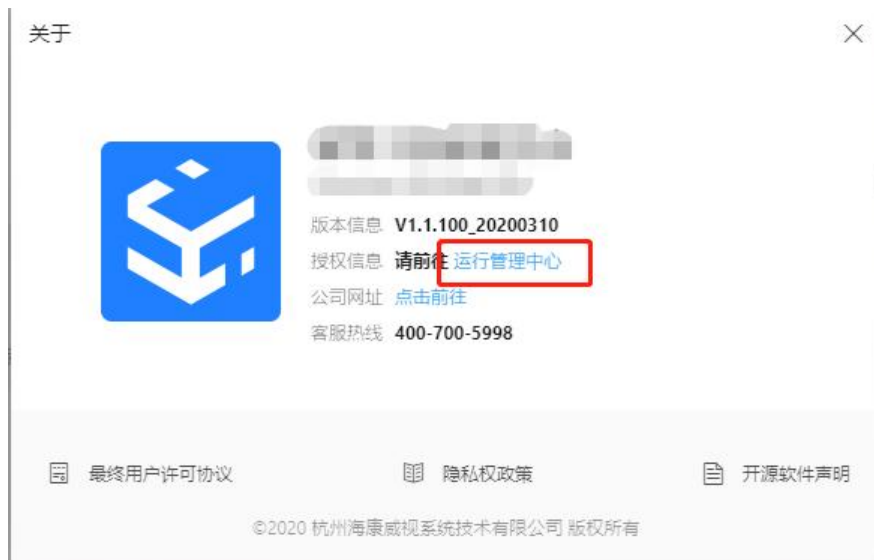 关于
版本信息 V1.1.100_20200310
授权信息 请前往 运行管理中心
公司网址 点击前往
客服热线 400-700-5998
最终用户许可协议 隐私权政策 开源软件声明
©2020 杭州海康威视系统技术有限公司 版权所有